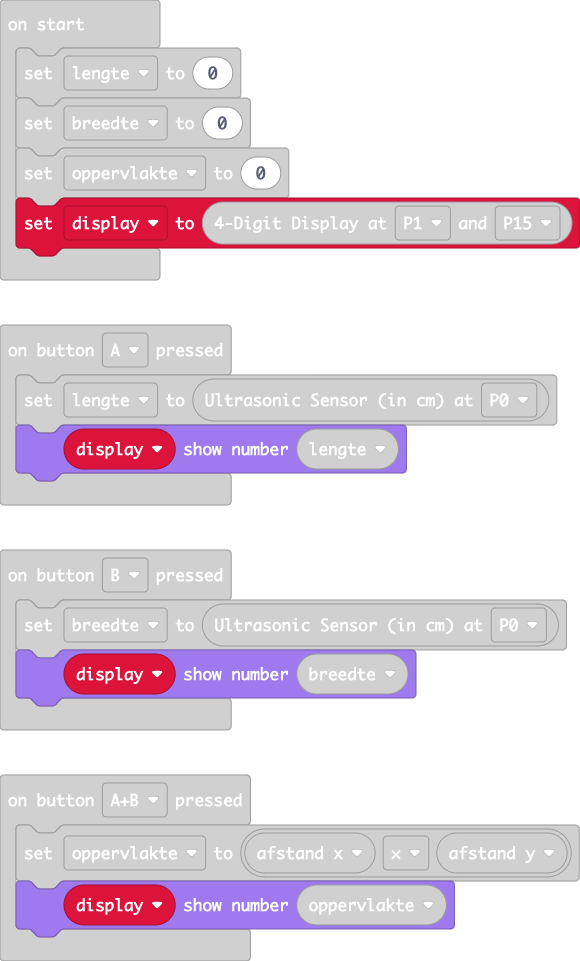 on start
set lengte to 0
set breedte to 0
set oppervlakte to 0
set display to 4-Digit Display at P1 and P15
on button A pressed
set lengte to Ultrasonic Sensor (in cm) at P0
display show number lengte
on button B pressed
set breedte to Ultrasonic Sensor (in cm) at P0
display show number breedte
on button A+B pressed
set oppervlakte to afstand x × afstand y
display show number oppervlakte